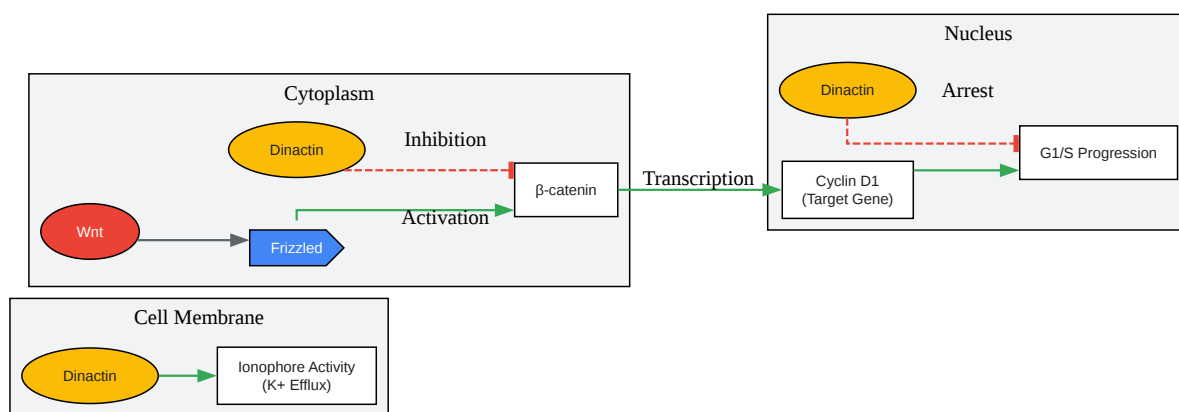 Nucleus
Dinactin
Arrest
G1/S Progression
Cyclin D1
(Target Gene)
Cytoplasm
Dinactin
Inhibition
β-catenin
Transcription
Activation
Wnt
Frizzled
Cell Membrane
Dinactin
Ionophore Activity
(K+ Efflux)